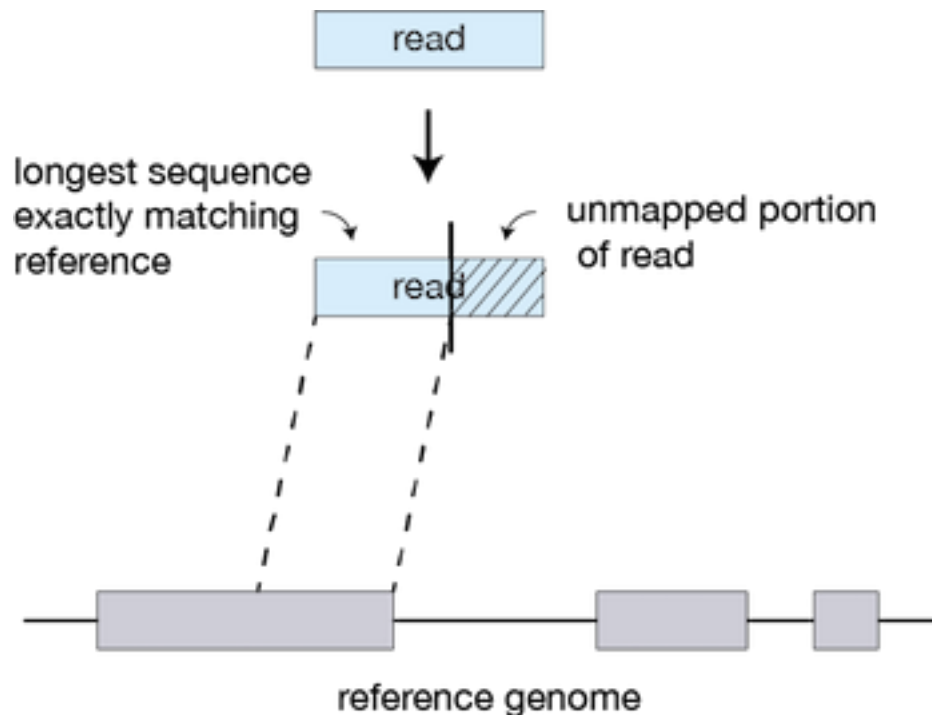 read
longest sequence
exactly matching
reference
unmapped portion
of read
read
reference genome